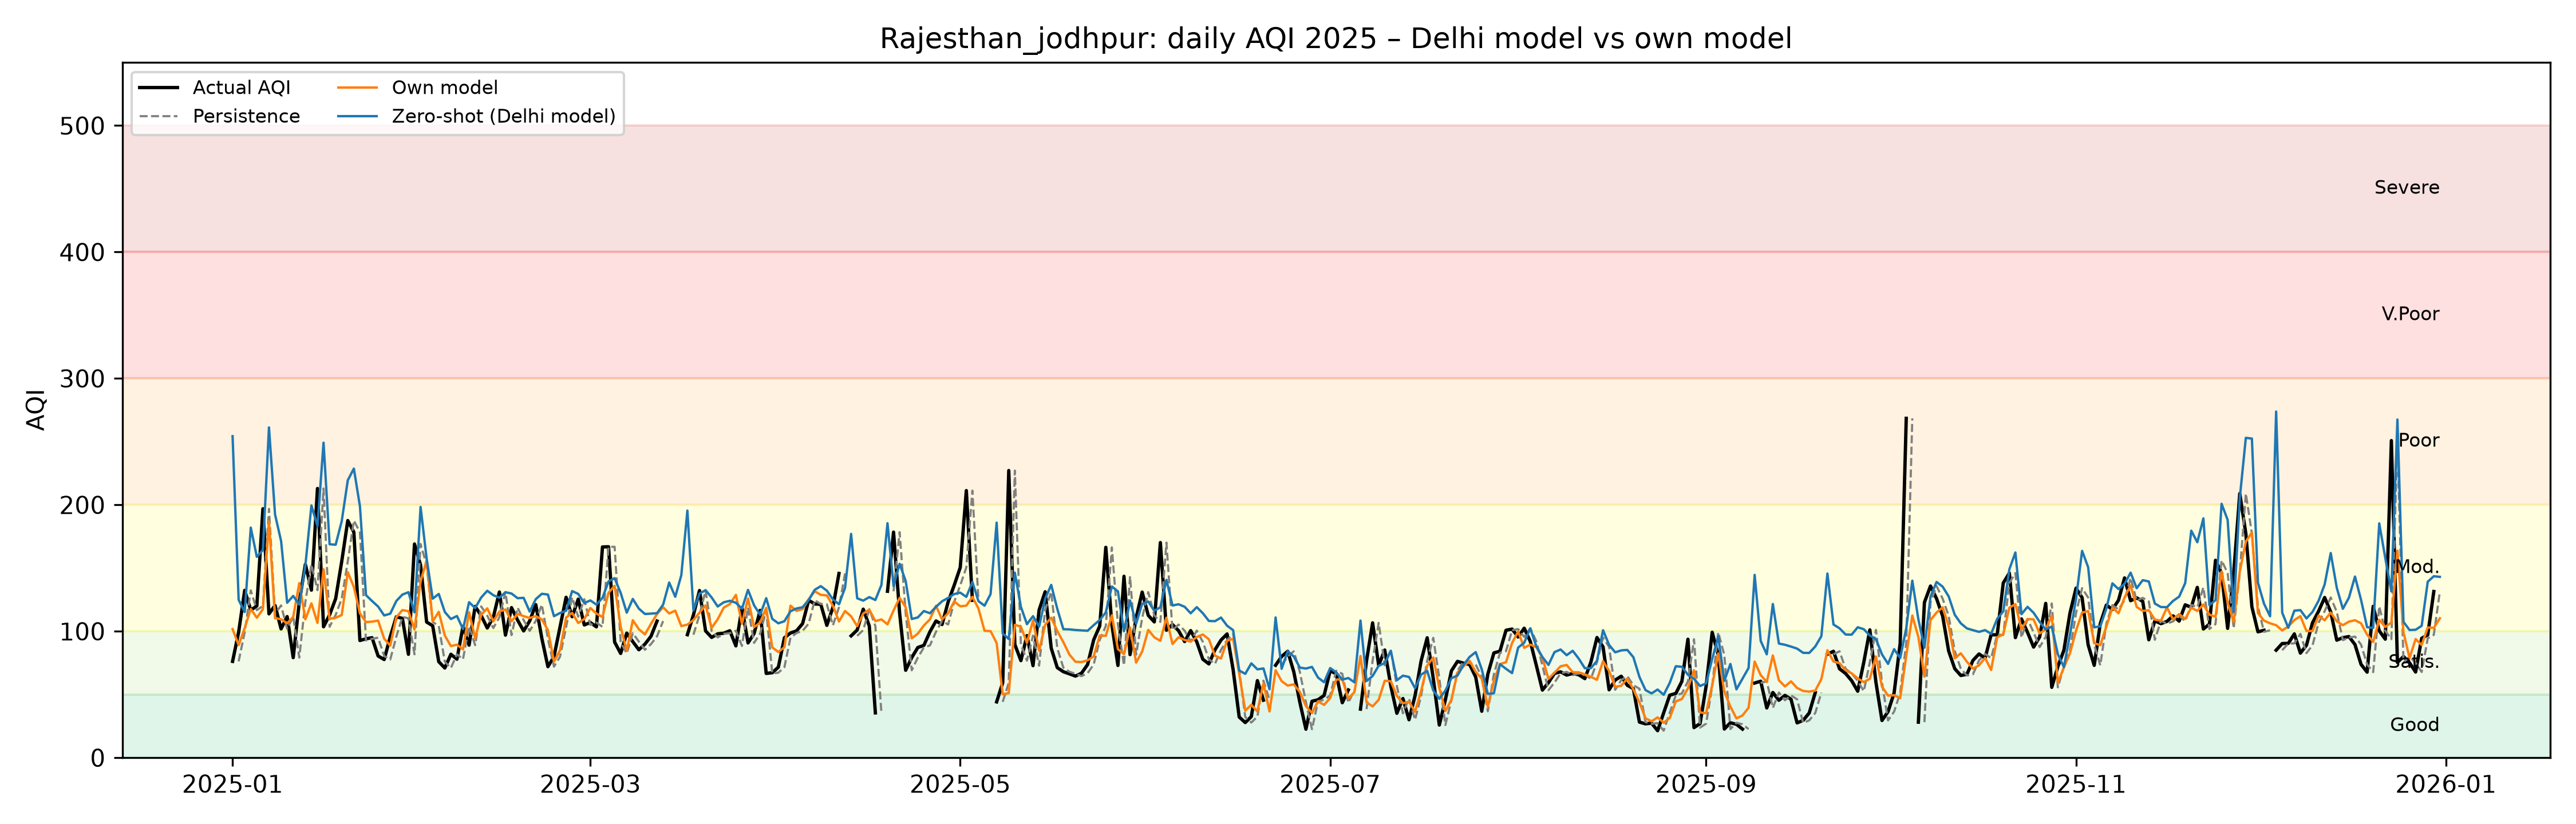 Rajesthan_jodhpur: daily AQI 2025 – Delhi model vs own model
Actual AQI
Persistence
Own model
Zero-shot (Delhi model)
AQI
500
400
300
200
100
0
Severe
V.Poor
Poor
Mod.
Satis.
Good
2025-01
2025-03
2025-05
2025-07
2025-09
2025-11
2026-01